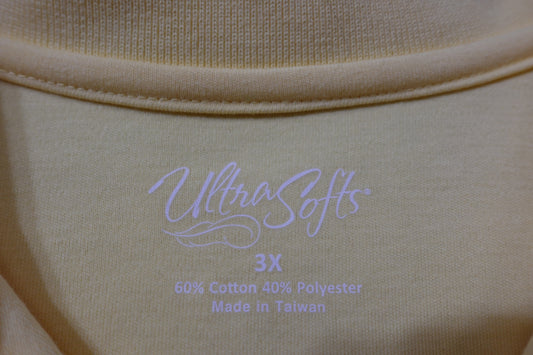 UltraSofts®
3X
60% Cotton 40% Polyester
Made in Taiwan